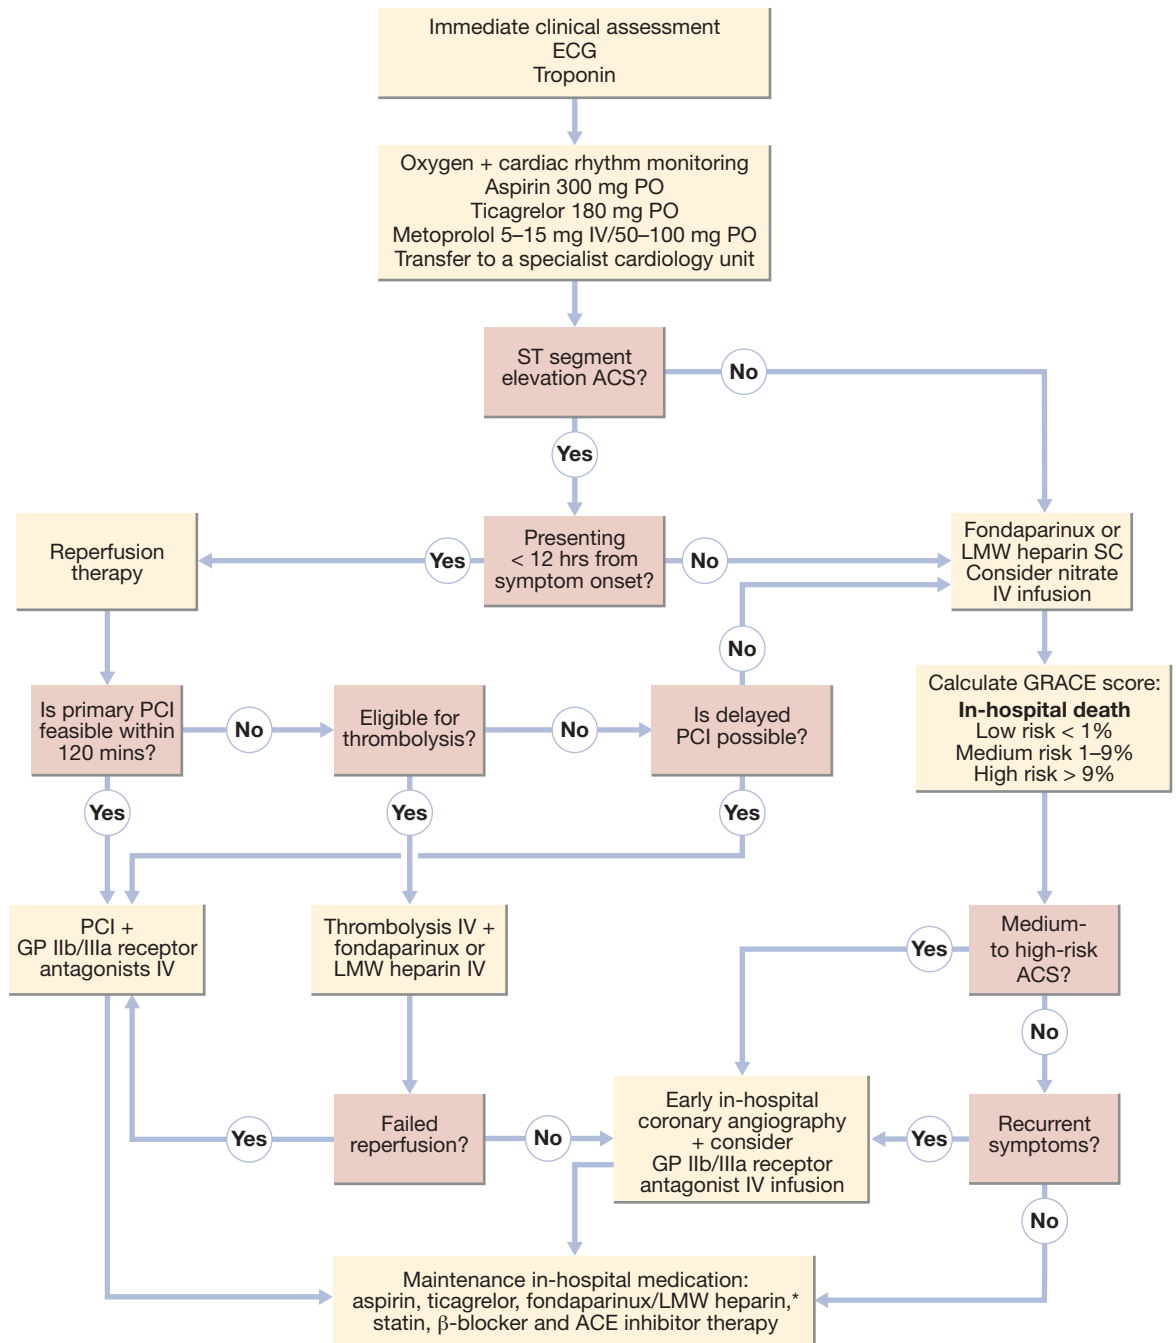 Immediate clinical assessment
ECG
Troponin
Oxygen + cardiac rhythm monitoring
Aspirin 300 mg PO
Ticagrelor 180 mg PO
Metoprolol 5–15 mg IV/50–100 mg PO
Transfer to a specialist cardiology unit
ST segment
elevation ACS?
No
Yes
Reperfusion
therapy
Yes
Presenting
< 12 hrs from
symptom onset?
No
Fondaparinux or
LMW heparin SC
Consider nitrate
IV infusion
No
Is primary PCI
feasible within
120 mins?
No
Eligible for
thrombolysis?
No
Is delayed
PCI possible?
Calculate GRACE score:
In-hospital death
Low risk < 1%
Medium risk 1–9%
High risk > 9%
Yes
Yes
Yes
PCI +
GP IIb/IIIa receptor
antagonists IV
Thrombolysis IV +
fondaparinux or
LMW heparin IV
Yes
Medium-
to high-risk
ACS?
No
Yes
Failed
reperfusion?
No
Early in-hospital
coronary angiography
+ consider
GP IIb/IIIa receptor
antagonist IV infusion
Yes
Recurrent
symptoms?
No
Maintenance in-hospital medication:
aspirin, ticagrelor, fondaparinux/LMW heparin,*
statin, β-blocker and ACE inhibitor therapy